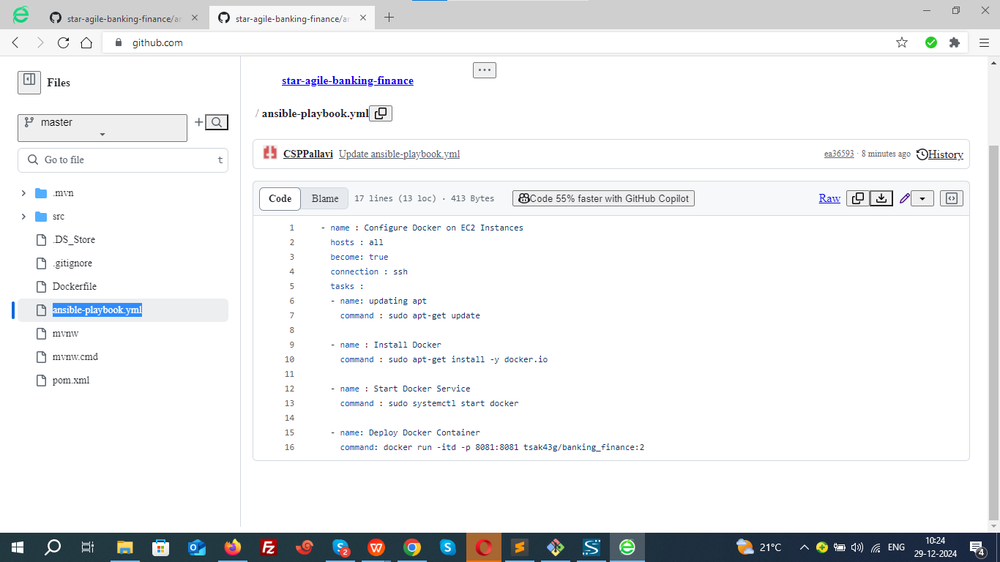 star-agile-banking-finance/an
star-agile-banking-finance/an
github.com
Files
master
Go to file
t
.mvn
src
.DS_Store
.gitignore
Dockerfile
ansible-playbook.yml
mvnw
mvnw.cmd
pom.xml
star-agile-banking-finance
/ ansible-playbook.yml
CSPPallavi Update ansible-playbook.yml
ea36593 · 8 minutes ago History
Code Blame 17 lines (13 loc) · 413 Bytes Code 55% faster with GitHub Copilot Raw
1 - name : Configure Docker on EC2 Instances
2 hosts : all
3 become: true
4 connection : ssh
5 tasks :
6 - name: updating apt
7 command : sudo apt-get update
8
9 - name : Install Docker
10 command : sudo apt-get install -y docker.io
11
12 - name : Start Docker Service
13 command : sudo systemctl start docker
14
15 - name: Deploy Docker Container
16 command: docker run -itd -p 8081:8081 tsak43g/banking_finance:2
21°C
ENG
10:24
29-12-2024
2
4